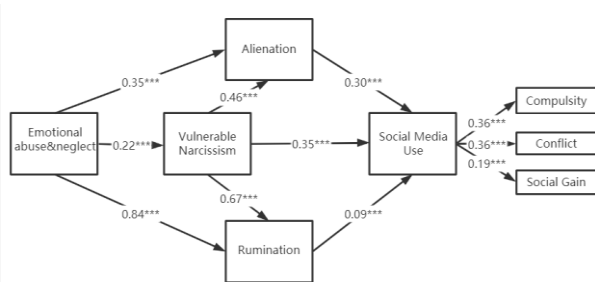 Alienation
0.35***
0.30***
0.46***
Compulsity
0.36***
Emotional
abuse&neglect
0.22***
Vulnerable
Narcissism
0.35***
Social Media
Use
0.36***
Conflict
0.19***
Social Gain
0.67***
0.84***
0.09***
Rumination